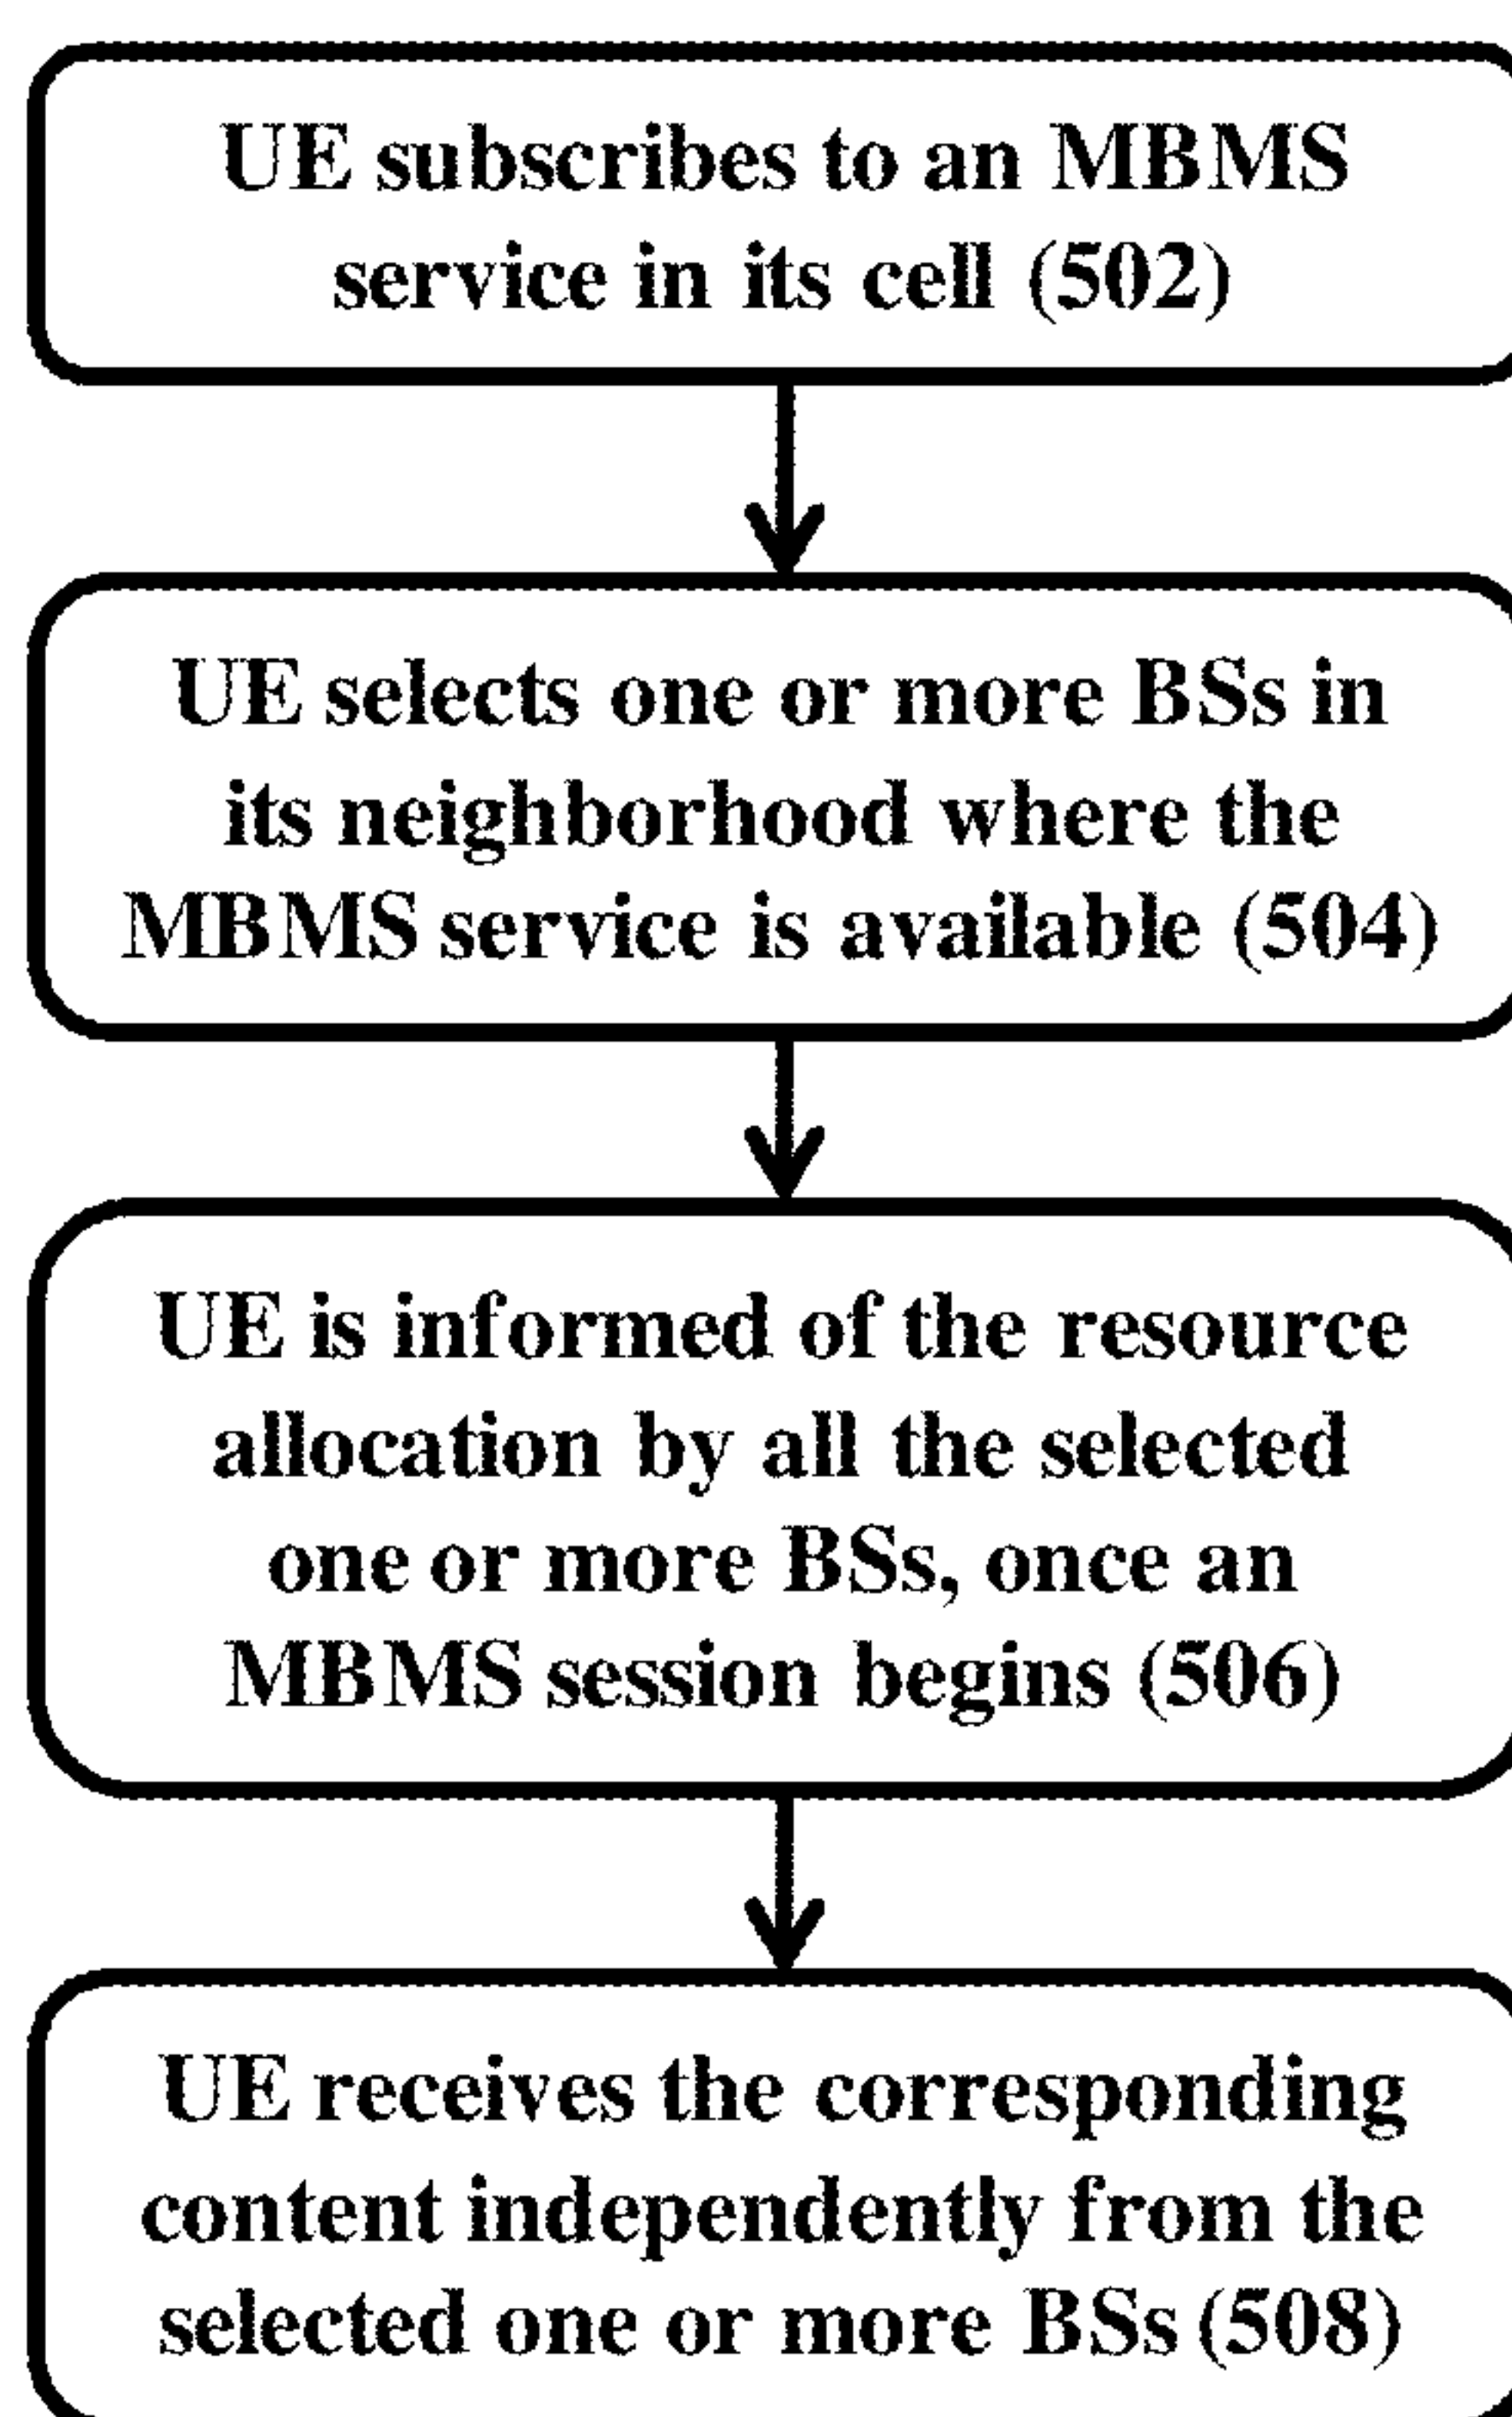 UE subscribes to an MBMS
service in its cell (502)
UE selects one or more BSs in
its neighborhood where the
MBMS service is available (504)
UE is informed of the resource
allocation by all the selected
one or more BSs, once an
MBMS session begins (506)
UE receives the corresponding
content independently from the
selected one or more BSs (508)